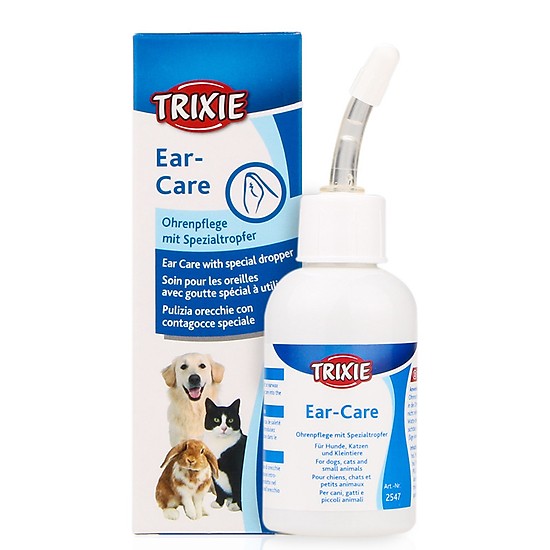 TRIXIE
Ear-
Care
Ohrenpflege
mit Spezialtropfer
Ear Care with special dropper
Soin pour les oreilles
avec goutte spécial à
Pulizia orecchie con
contagocce speciale
TRIXIE
Ear-Care
Ohrenpflege mit Spezialtropfer
Für Hunde, Katzen
und Kleintiere
For dogs, cats and
small animals
Pour chiens, chats et
petits animaux
Per cani, gatti e
piccoli animali
Art.-Nr.
2547